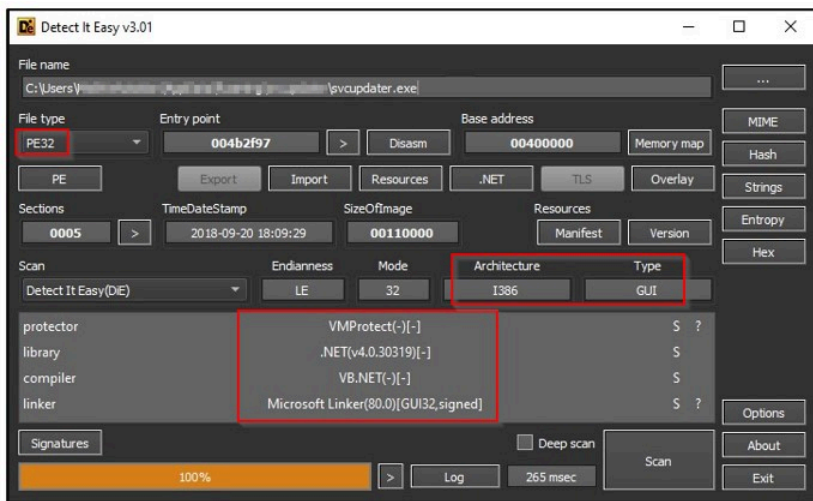 Detect It Easy v3.01
File name
C:\Users\ \svcupdater.exe
...
File type Entry point Base address
PE32 004b2f97 > Disasm 00400000 Memory map MIME
Hash
PE Export Import Resources .NET TLS Overlay Strings
Sections TimeDateStamp SizeOfImage Resources
0005 > 2018-09-20 18:09:29 00110000 Manifest Version Entropy
Hex
Scan Endianness Mode Architecture Type
Detect It Easy(DiE) LE 32 I386 GUI
protector VMProtect(-)[-] S ?
library .NET(v4.0.30319)[-] S
compiler VB.NET(-)[-] S
linker Microsoft Linker(80.0)[GUI32,signed] S ?
Options
Signatures Deep scan Scan About
100% > Log 265 msec Exit